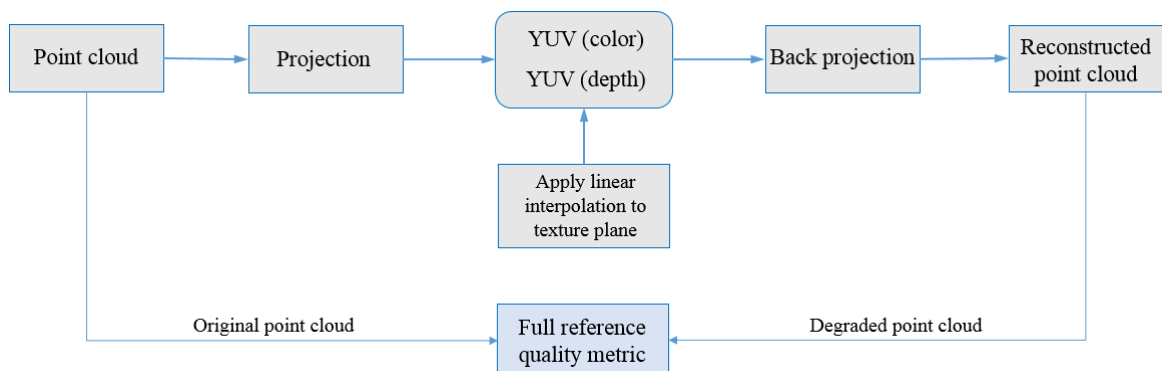 Point cloud
Projection
YUV (color)
YUV (depth)
Back projection
Reconstructed
point cloud
Apply linear
interpolation to
texture plane
Original point cloud
Full reference
quality metric
Degraded point cloud